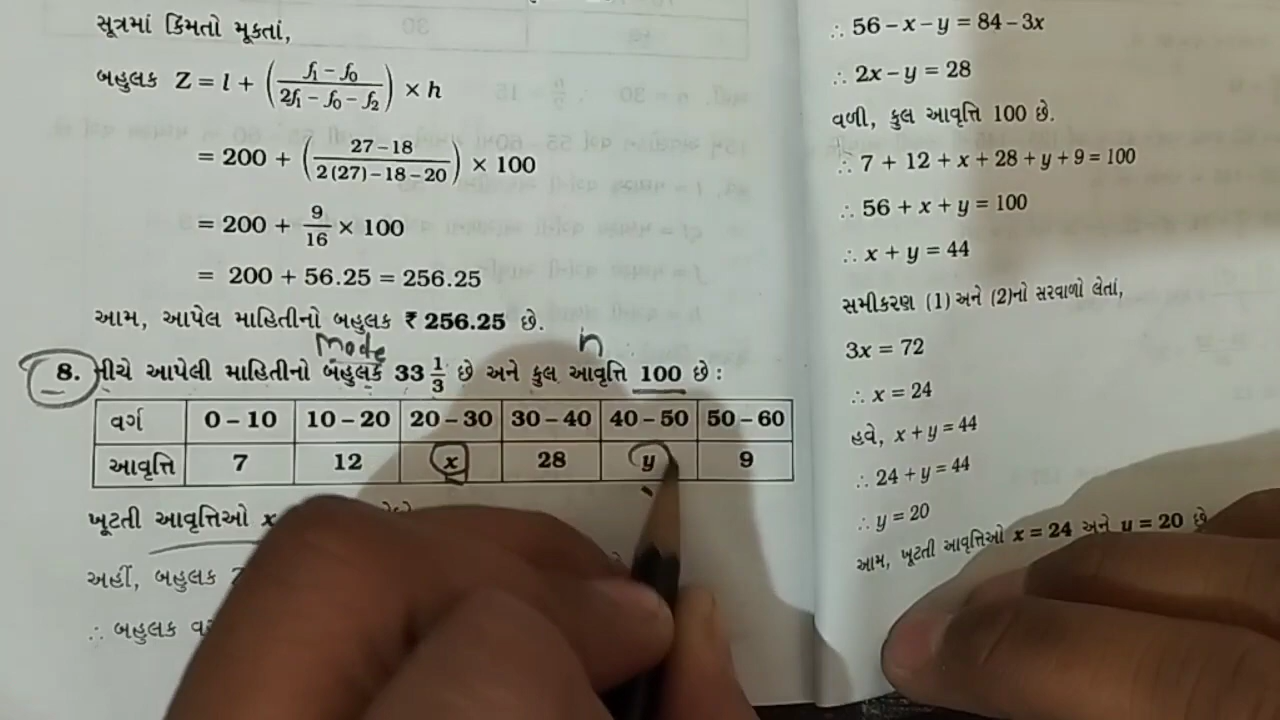 સૂત્રમાં કિંમતો મૂકતાં,
બહુલક Z = l + ( f₁ – f₀ / 2f₁ – f₀ – f₂ ) × h
= 200 + ( 27 – 18 / 2(27) – 18 – 20 ) × 100
= 200 + 9/16 × 100
= 200 + 56.25 = 256.25
આમ, આપેલ માહિતીનો બહુલક ₹ 256.25 છે.
mode n
8. નીચે આપેલી માહિતીનો બહુલક 33 1/3 છે અને કુલ આવૃત્તિ 100 છે :
વર્ગ 0 – 10 10 – 20 20 – 30 30 – 40 40 – 50 50 – 60
આવૃત્તિ 7 12 x 28 y 9
ખૂટતી આવૃત્તિઓ x
અહીં, બહુલક
∴ બહુલક
∴ 56 – x – y = 84 – 3x
∴ 2x – y = 28
વળી, કુલ આવૃત્તિ 100 છે.
∴ 7 + 12 + x + 28 + y + 9 = 100
∴ 56 + x + y = 100
∴ x + y = 44
સમીકરણ (1) અને (2)નો સરવાળો લેતાં,
3x = 72
∴ x = 24
હવે, x + y = 44
∴ 24 + y = 44
∴ y = 20
આમ, ખૂટતી આવૃત્તિઓ x = 24 અને y = 20 છે